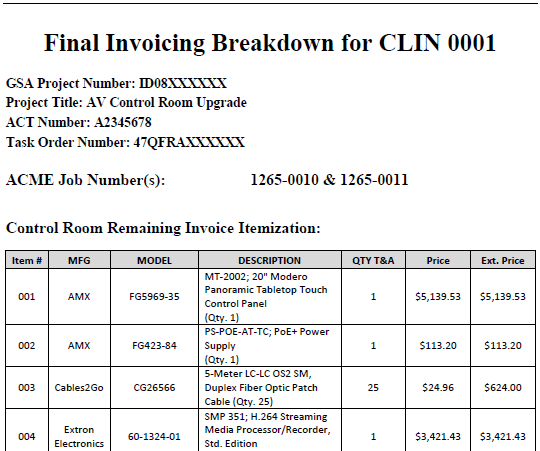 Final Invoicing Breakdown for CLIN 0001
GSA Project Number: ID08XXXXXX
Project Title: AV Control Room Upgrade
ACT Number: A2345678
Task Order Number: 47QFRAXXXXXX
ACME Job Number(s): 1265-0010 & 1265-0011
Control Room Remaining Invoice Itemization:
Item # MFG MODEL DESCRIPTION QTY T&A Price Ext. Price
MT-2002; 20" Modero
Panoramic Tabletop Touch
001 AMX FG5969-35 Control Panel 1 $5,139.53 $5,139.53
(Qty. 1)
PS-POE-AT-TC; PoE+ Power
002 AMX FG423-84 Supply 1 $113.20 $113.20
(Qty. 1)
5-Meter LC-LC OS2 SM,
003 Cables2Go CG26566 Duplex Fiber Optic Patch 25 $24.96 $624.00
Cable (Qty. 25)
SMP 351; H.264 Streaming
004 Extron Electronics 60-1324-01 Media Processor/Recorder, 1 $3,421.43 $3,421.43
Std. Edition